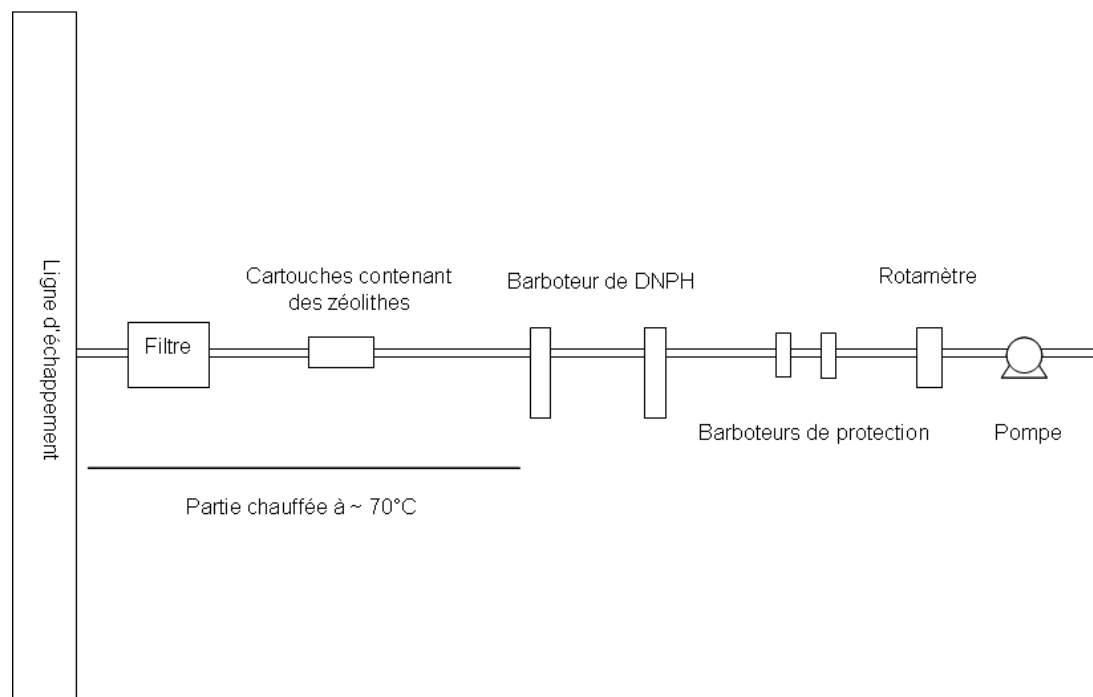 Ligne d'échappement
Filtre
Cartouches contenant
des zéolithes
Barboteur de DNPH
Rotamètre
Barboteurs de protection
Pompe
Partie chauffée à ~ 70°C